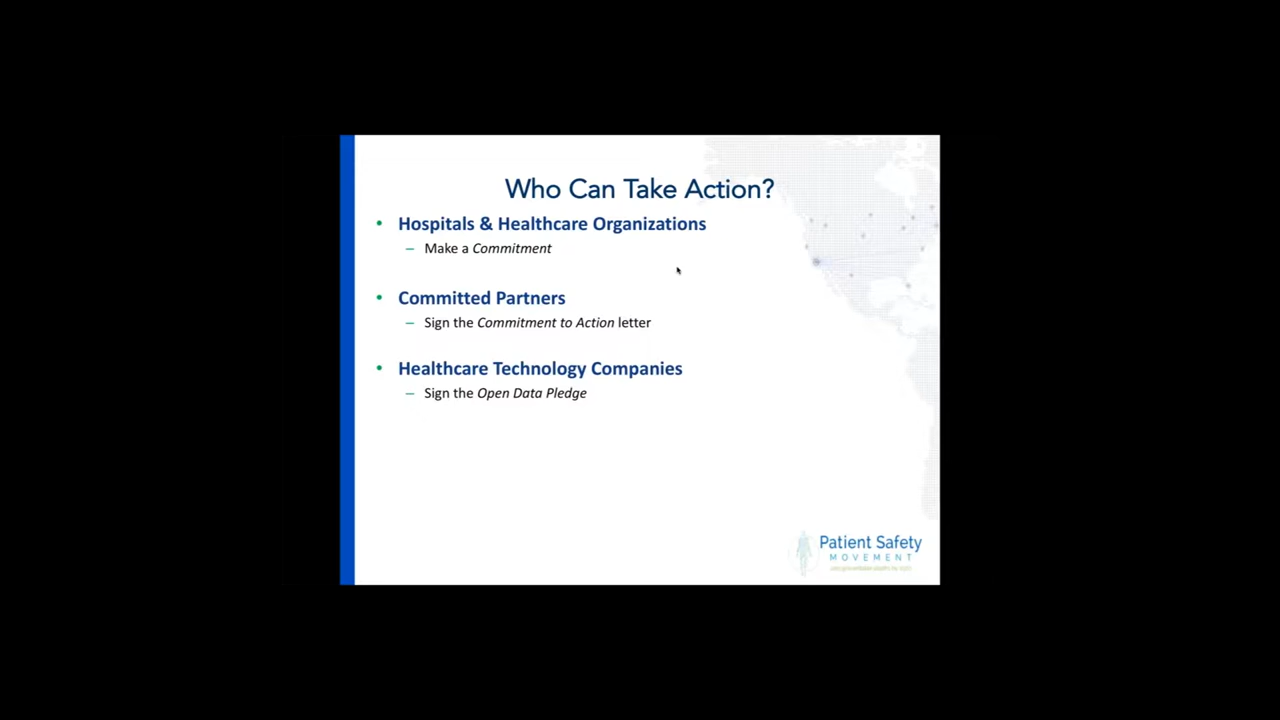 Who Can Take Action?
• Hospitals & Healthcare Organizations
– Make a Commitment
• Committed Partners
– Sign the Commitment to Action letter
• Healthcare Technology Companies
– Sign the Open Data Pledge
Patient Safety
MOVEMENT